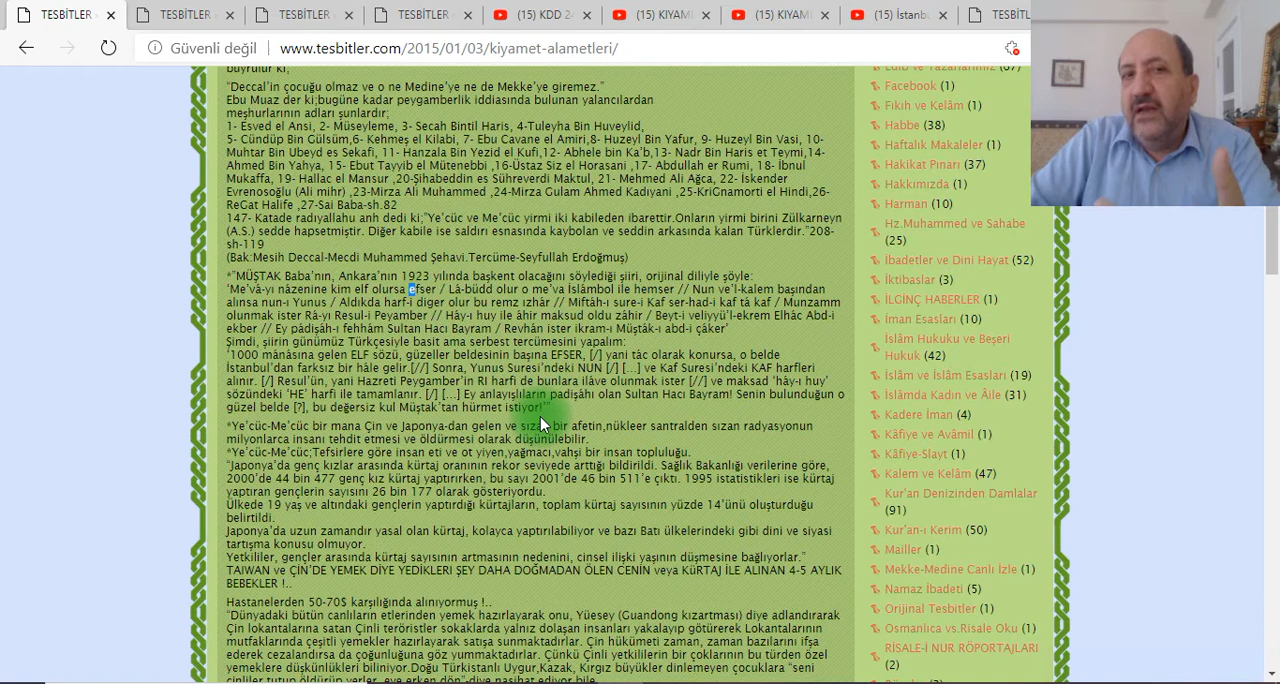 TESBİTLER
TESBİTLER
TESBİTLER
TESBİTLER
(15) KDD 2
(15) KIYAM
(15) KIYAM
(15) İstanbu
TESBİTL
Güvenli değil
www.tesbitler.com/2015/01/03/kiyamet-alametleri/
buyrulur ki;
"Deccal'in çocuğu olmaz ve o ne Medine'ye ne de Mekke'ye giremez."
Ebu Muaz der ki;bugüne kadar peygamberlik iddiasında bulunan yalancılardan
meşhurlarının adları şunlardır;
1- Esved el Ansi, 2- Müseyleme, 3- Secah Bintil Haris, 4-Tuleyha Bin Huveylid,
5- Cündüp Bin Gülsüm,6- Kehmeş el Kilabi, 7- Ebu Cavane el Amiri,8- Huzeyl Bin Yafur, 9- Huzeyl Bin Vasi, 10-
Muhtar Bin Ubeyd es Sekafi, 11- Hanzala Bin Yezid el Kufi,12- Abhele bin Ka'b,13- Nadr Bin Haris et Teymi,14-
Ahmed Bin Yahya, 15- Ebut Tayyib el Mütenebbi ,16-Üstaz Siz el Horasani ,17- Abdullah er Rumi, 18- İbnul
Mukaffa, 19- Hallac el Mansur ,20-Şihabeddin es Sühreverdi Maktul, 21- Mehmed Ali Ağca, 22- İskender
Evrenosoğlu (Ali mihr) ,23-Mirza Ali Muhammed ,24-Mirza Gulam Ahmed Kadıyani ,25-KriGnamorti el Hindi,26-
ReGat Halife ,27-Sai Baba-sh.82
147- Katade radıyallahu anh dedi ki;"Ye'cüc ve Me'cüc yirmi iki kabileden ibarettir.Onların yirmi birini Zülkarneyn
(A.S.) sedde hapsetmiştir. Diğer kabile ise saldırı esnasında kaybolan ve seddin arkasında kalan Türklerdir."208-
sh-119
(Bak:Mesih Deccal-Mecdi Muhammed Şehavi.Tercüme-Seyfullah Erdoğmuş)
*"MÜŞTAK Baba'nın, Ankara'nın 1923 yılında başkent olacağını söylediği şiiri, orijinal diliyle şöyle:
'Me'vâ-yı nâzenine kim elf olursa efser / Lâ-büdd olur o me'va İslâmbol ile hemser // Nun ve'l-kalem başından
alınsa nun-ı Yunus / Aldıkda harf-i diger olur bu remz ızhâr // Miftâh-ı sure-i Kaf ser-had-i kaf tâ kaf / Munzamm
olunmak ister Râ-yı Resul-i Peyamber // Hây-ı huy ile âhir maksud oldu zâhir / Beyt-i veliyyü'l-ekrem Elhâc Abd-i
ekber // Ey pâdişâh-ı fehhâm Sultan Hacı Bayram / Revhân ister ikram-ı Müştâk-ı abd-i çâker'
Şimdi, şiirin günümüz Türkçesiyle basit ama serbest tercümesini yapalım:
'1000 mânâsına gelen ELF sözü, güzeller beldesinin başına EFSER, [/] yani tâc olarak konursa, o belde
İstanbul'dan farksız bir hâle gelir.[//] Sonra, Yunus Suresi'ndeki NUN [/] [...] ve Kaf Suresi'ndeki KAF harfleri
alınır. [/] Resul'ün, yani Hazreti Peygamber'in RI harfi de bunlara ilâve olunmak ister [//] ve maksad 'hây-ı huy'
sözündeki 'HE' harfi ile tamamlanır. [/] [...] Ey anlayışlıların padişâhı olan Sultan Hacı Bayram! Senin bulunduğun o
güzel belde [?], bu değersiz kul Müştak'tan hürmet istiyor!'"
*Ye'cüc-Me'cüc bir mana Çin ve Japonya-dan gelen ve sızan bir afetin,nükleer santralden sızan radyasyonun
milyonlarca insanı tehdit etmesi ve öldürmesi olarak düşünülebilir.
*Ye'cüc-Me'cüc;Tefsirlere göre insan eti ve ot yiyen,yağmacı,vahşi bir insan topluluğu.
"Japonya'da genç kızlar arasında kürtaj oranının rekor seviyede arttığı bildirildi. Sağlık Bakanlığı verilerine göre,
2000'de 44 bin 477 genç kız kürtaj yaptırırken, bu sayı 2001'de 46 bin 511'e çıktı. 1995 istatistikleri ise kürtaj
yaptıran gençlerin sayısını 26 bin 177 olarak gösteriyordu.
Ülkede 19 yaş ve altındaki gençlerin yaptırdığı kürtajların, toplam kürtaj sayısının yüzde 14'ünü oluşturduğu
belirtildi.
Japonya'da uzun zamandır yasal olan kürtaj, kolayca yaptırılabiliyor ve bazı Batı ülkelerindeki gibi dini ve siyasi
tartışma konusu olmuyor.
Yetkililer, gençler arasında kürtaj sayısının artmasının nedenini, cinsel ilişki yaşının düşmesine bağlıyorlar."
TAIWAN ve ÇİN'DE YEMEK DİYE YEDİKLERİ ŞEY DAHA DOĞMADAN ÖLEN CENİN veya KüRTAJ İLE ALINAN 4-5 AYLIK
BEBEKLER !..
Hastanelerden 50-70$ karşılığında alınıyormuş !..
"Dünyadaki bütün canlıların etlerinden yemek hazırlayarak onu, Yüesey (Guandong kızartması) diye adlandırarak
Çin lokantalarına satan Çinli teröristler sokaklarda yalnız dolaşan insanları yakalayıp götürerek Lokantalarının
mutfaklarında çeşitli yemekler hazırlayarak satışa sunmaktadırlar. Çin hükümeti zaman, zaman bazılarını ifşa
ederek cezalandırsa da çoğunluğuna göz yummaktadırlar. Çünkü Çinli yetkililerin bir çoklarının bu türden özel
yemeklere düşkünlükleri biliniyor.Doğu Türkistanlı Uygur,Kazak, Kırgız büyükler dinlemeyen çocuklara "seni
çinliler tutup öldürüp yerler, eve erken dön"-diye nasihat ediyor bile.
Edib ve Yazarlarımız (67)
Facebook (1)
Fıkıh ve Kelâm (1)
Habbe (38)
Haftalık Makaleler (1)
Hakikat Pınarı (37)
Hakkımızda (1)
Harman (10)
Hz.Muhammed ve Sahabe
(25)
İbadetler ve Dini Hayat (52)
İktibaslar (3)
İLGİNÇ HABERLER (1)
İman Esasları (10)
İslâm Hukuku ve Beşeri
Hukuk (42)
İslâm ve İslâm Esasları (19)
İslâmda Kadın ve Âile (31)
Kadere İman (4)
Kâfiye ve Avâmil (1)
Kâfiye-Slayt (1)
Kalem ve Kelâm (47)
Kur'an Denizinden Damlalar
(91)
Kur'an-ı Kerim (50)
Mailler (1)
Mekke-Medine Canlı İzle (1)
Namaz İbadeti (5)
Orijinal Tesbitler (1)
Osmanlıca vs.Risale Oku (1)
RİSALE-İ NUR RÖPORTAJLARI
(2)